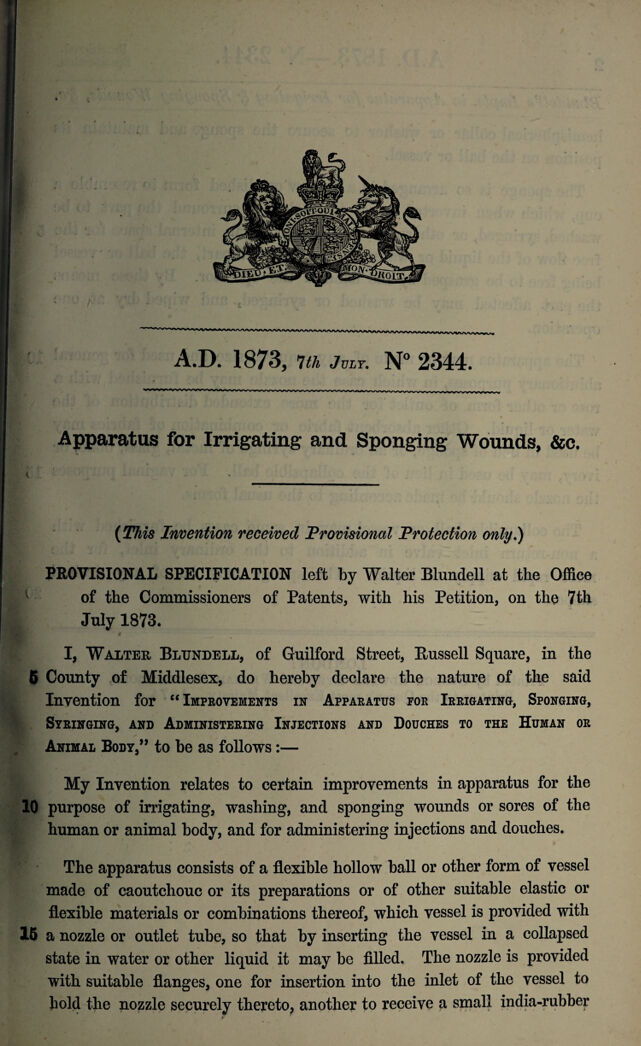 DIEU · ET · MON · DROIT.
A.D. 1873, 7th JULY. N° 2344.
Apparatus for Irrigating and Sponging Wounds, &c.
(This Invention received Provisional Protection only.)
PROVISIONAL SPECIFICATION left by Walter Blundell at the Office
of the Commissioners of Patents, with his Petition, on the 7th
July 1873.
I, WALTER BLUNDELL, of Guilford Street, Russell Square, in the
5 County of Middlesex, do hereby declare the nature of the said
Invention for “IMPROVEMENTS IN APPARATUS FOR IRRIGATING, SPONGING,
SYRINGING, AND ADMINISTERING INJECTIONS AND DOUCHES TO THE HUMAN OR
ANIMAL BODY,” to be as follows :—
My Invention relates to certain improvements in apparatus for the
10 purpose of irrigating, washing, and sponging wounds or sores of the
human or animal body, and for administering injections and douches.
The apparatus consists of a flexible hollow ball or other form of vessel
made of caoutchouc or its preparations or of other suitable elastic or
flexible materials or combinations thereof, which vessel is provided with
15 a nozzle or outlet tube, so that by inserting the vessel in a collapsed
state in water or other liquid it may be filled. The nozzle is provided
with suitable flanges, one for insertion into the inlet of the vessel to
hold the nozzle securely thereto, another to receive a small india-rubber